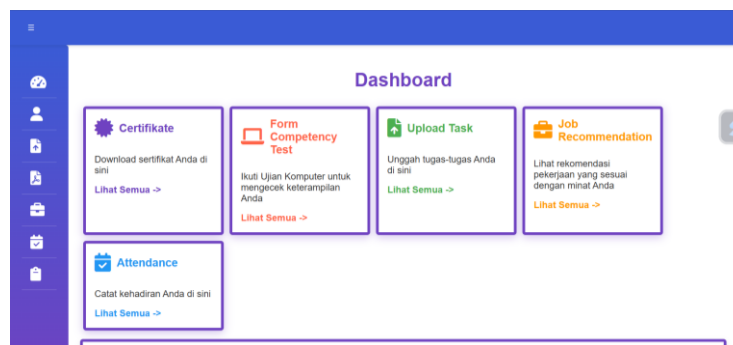 Dashboard
Certifikate
Download sertifikat Anda di
sini
Lihat Semua ->
Form
Competency
Test
Ikuti Ujian Komputer untuk
mengecek keterampilan
Anda
Lihat Semua ->
Upload Task
Unggah tugas-tugas Anda
di sini
Lihat Semua ->
Job
Recommendation
Lihat rekomendasi
pekerjaan yang sesuai
dengan minat Anda
Lihat Semua ->
Attendance
Catat kehadiran Anda di sini
Lihat Semua ->